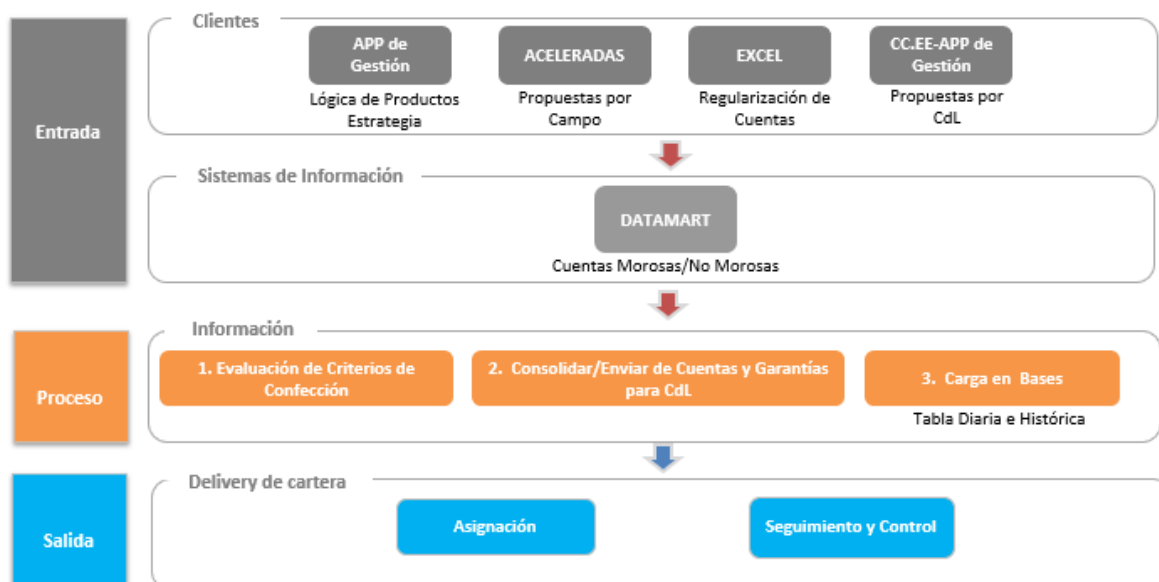 Clientes
APP de
Gestión
ACELERADAS
EXCEL
CC.EE-APP de
Gestión
Lógica de Productos
Estrategia
Propuestas por
Campo
Regularización de
Cuentas
Propuestas por
CdL
Entrada
Sistemas de Información
DATAMART
Cuentas Morosas/No Morosas
Información
1. Evaluación de Criterios de
Confección
2. Consolidar/Enviar de Cuentas y Garantías
para CdL
3. Carga en Bases
Proceso
Tabla Diaria e Histórica
Delivery de cartera
Asignación
Seguimiento y Control
Salida